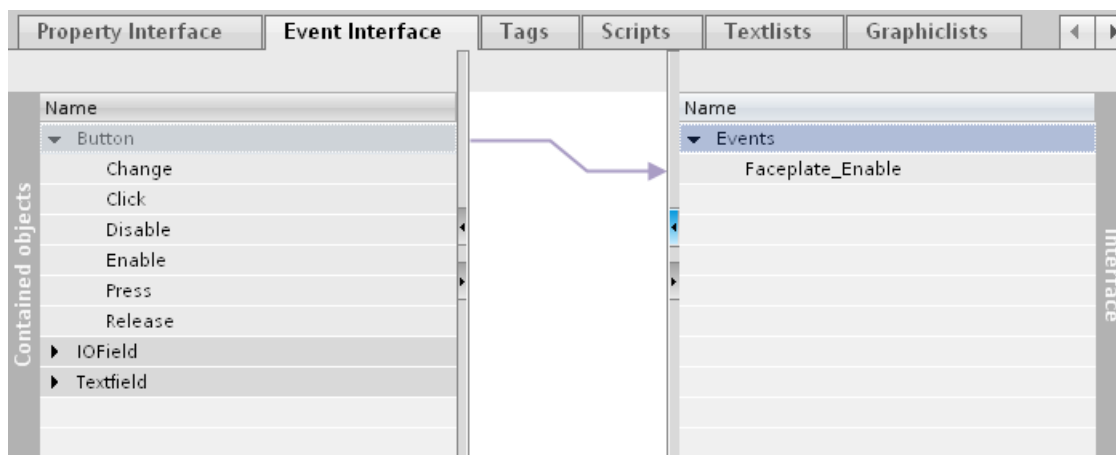 Property Interface Event Interface Tags Scripts Textlists Graphiclists
Name Name
Button Events
Change Faceplate_Enable
Click
Disable
Enable
Press
Release
IOField
Textfield
Contained objects
Interface